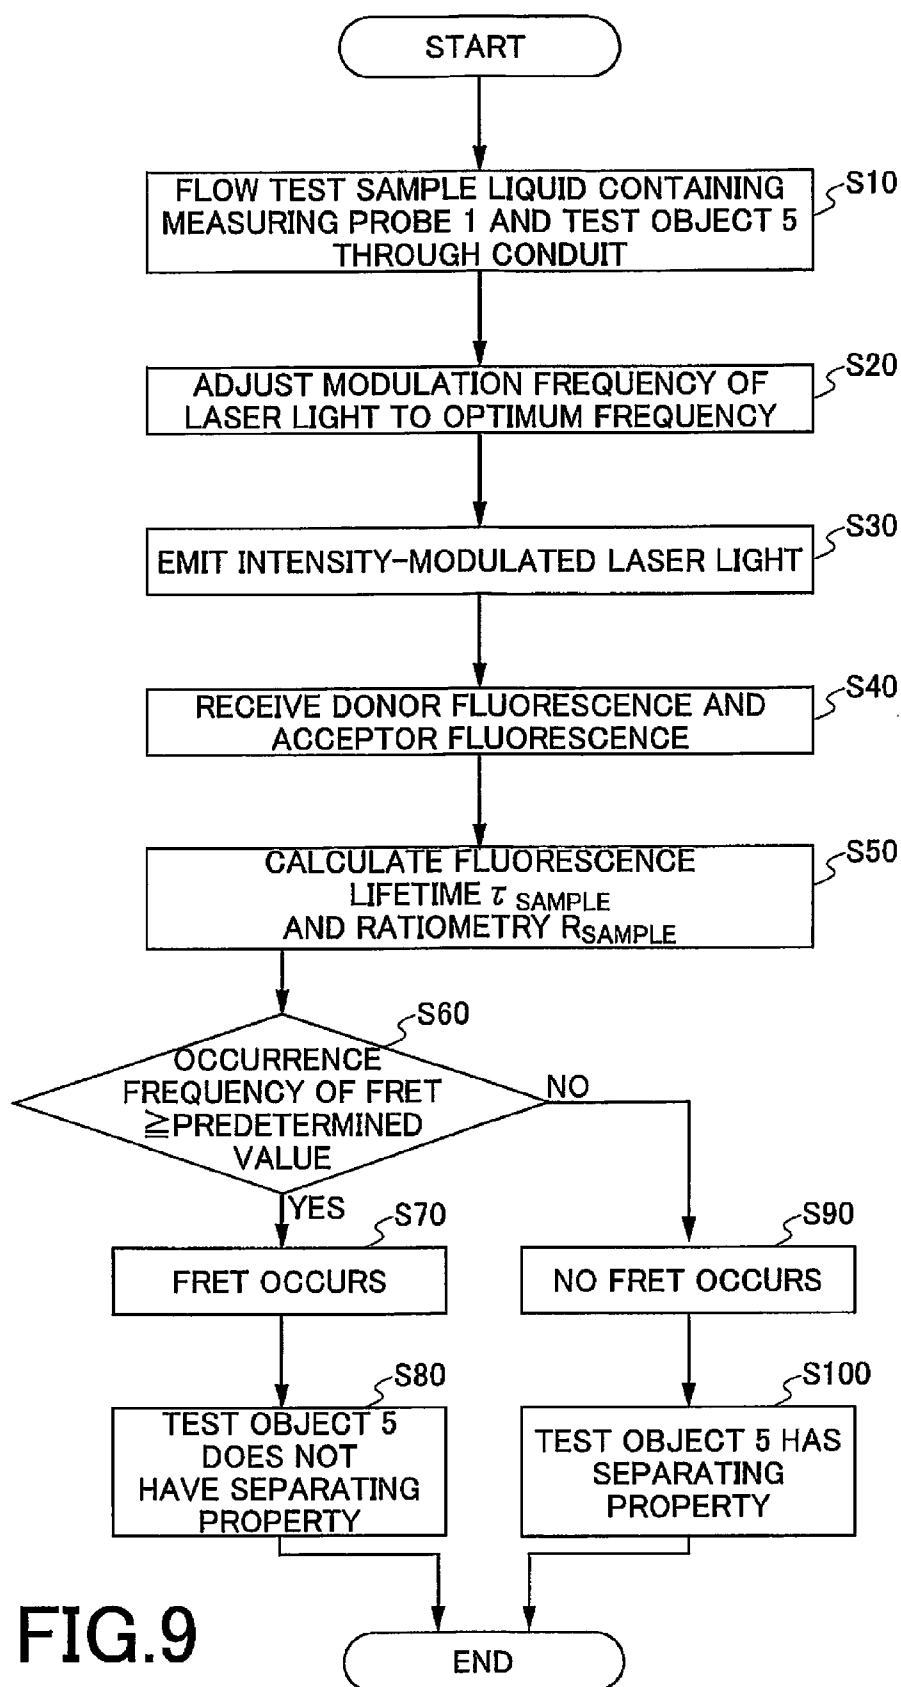 START
S10
FLOW TEST SAMPLE LIQUID CONTAINING
MEASURING PROBE 1 AND TEST OBJECT 5
THROUGH CONDUIT
S20
ADJUST MODULATION FREQUENCY OF
LASER LIGHT TO OPTIMUM FREQUENCY
S30
EMIT INTENSITY-MODULATED LASER LIGHT
S40
RECEIVE DONOR FLUORESCENCE AND
ACCEPTOR FLUORESCENCE
S50
CALCULATE FLUORESCENCE
LIFETIME τ SAMPLE
AND RATIOMETRY RSAMPLE
S60
OCCURRENCE
FREQUENCY OF FRET
≧PREDETERMINED
VALUE
NO
YES
S70
FRET OCCURS
S90
NO FRET OCCURS
S80
TEST OBJECT 5
DOES NOT
HAVE SEPARATING
PROPERTY
S100
TEST OBJECT 5 HAS
SEPARATING
PROPERTY
END
FIG.9